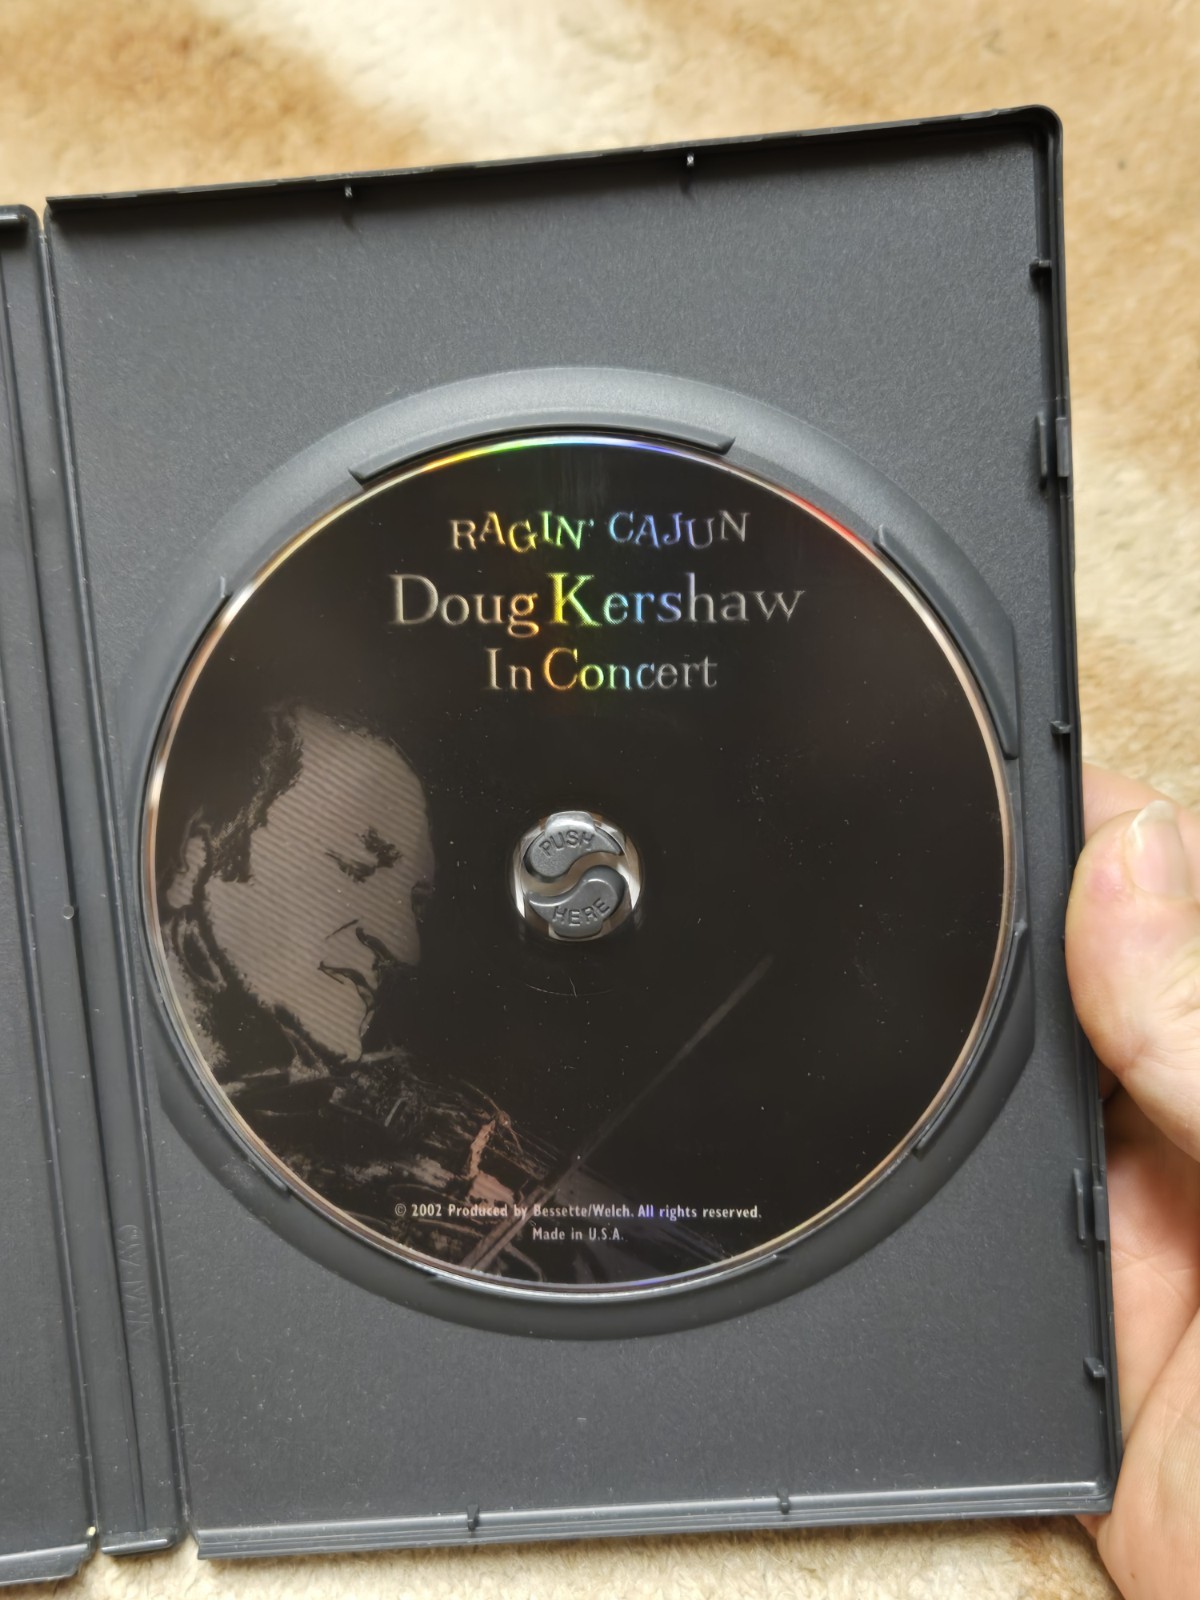 RAGIN' CAJUN
Doug Kershaw
In Concert
PUSH
HERE
© 2002 Produced by Bessette/Welch. All rights reserved.
Made in U.S.A.